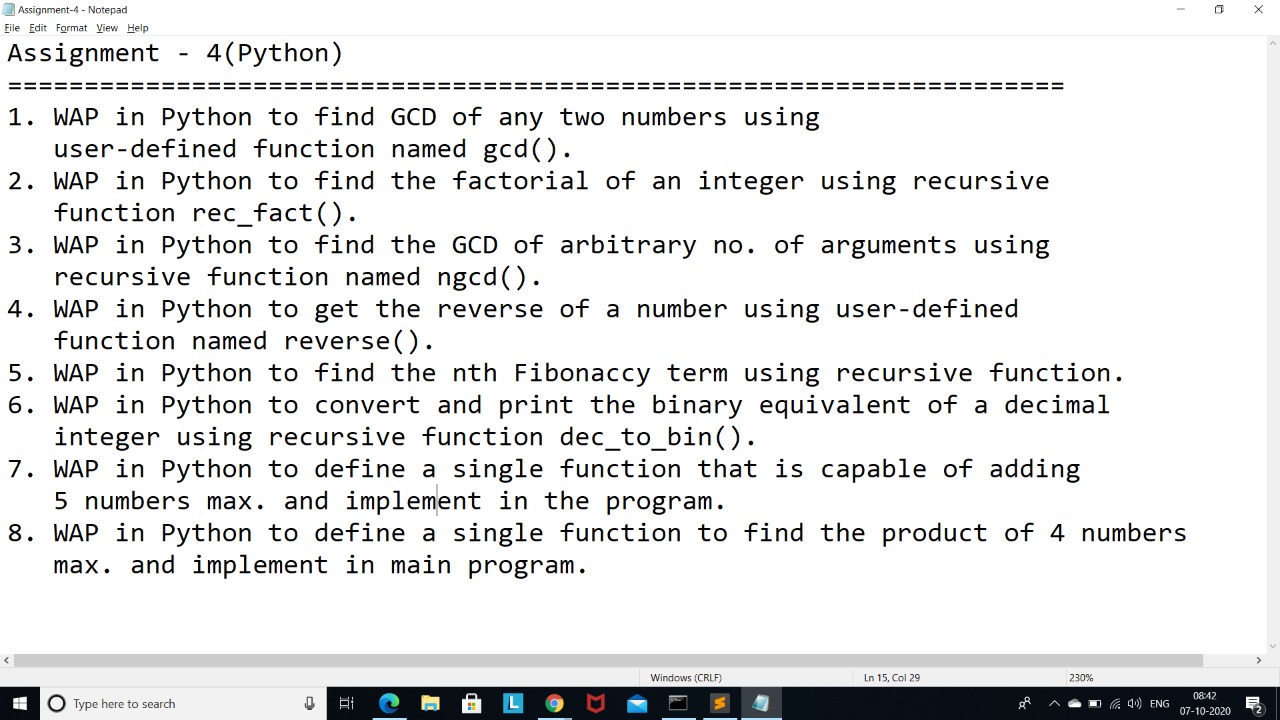 Assignment-4 - Notepad
File Edit Format View Help
Assignment - 4(Python)
=====================================================================
1. WAP in Python to find GCD of any two numbers using
user-defined function named gcd().
2. WAP in Python to find the factorial of an integer using recursive
function rec_fact().
3. WAP in Python to find the GCD of arbitrary no. of arguments using
recursive function named ngcd().
4. WAP in Python to get the reverse of a number using user-defined
function named reverse().
5. WAP in Python to find the nth Fibonaccy term using recursive function.
6. WAP in Python to convert and print the binary equivalent of a decimal
integer using recursive function dec_to_bin().
7. WAP in Python to define a single function that is capable of adding
5 numbers max. and implement in the program.
8. WAP in Python to define a single function to find the product of 4 numbers
max. and implement in main program.
Windows (CRLF) Ln 15, Col 29 230%
Type here to search
L
ENG
08:42
07-10-2020
2